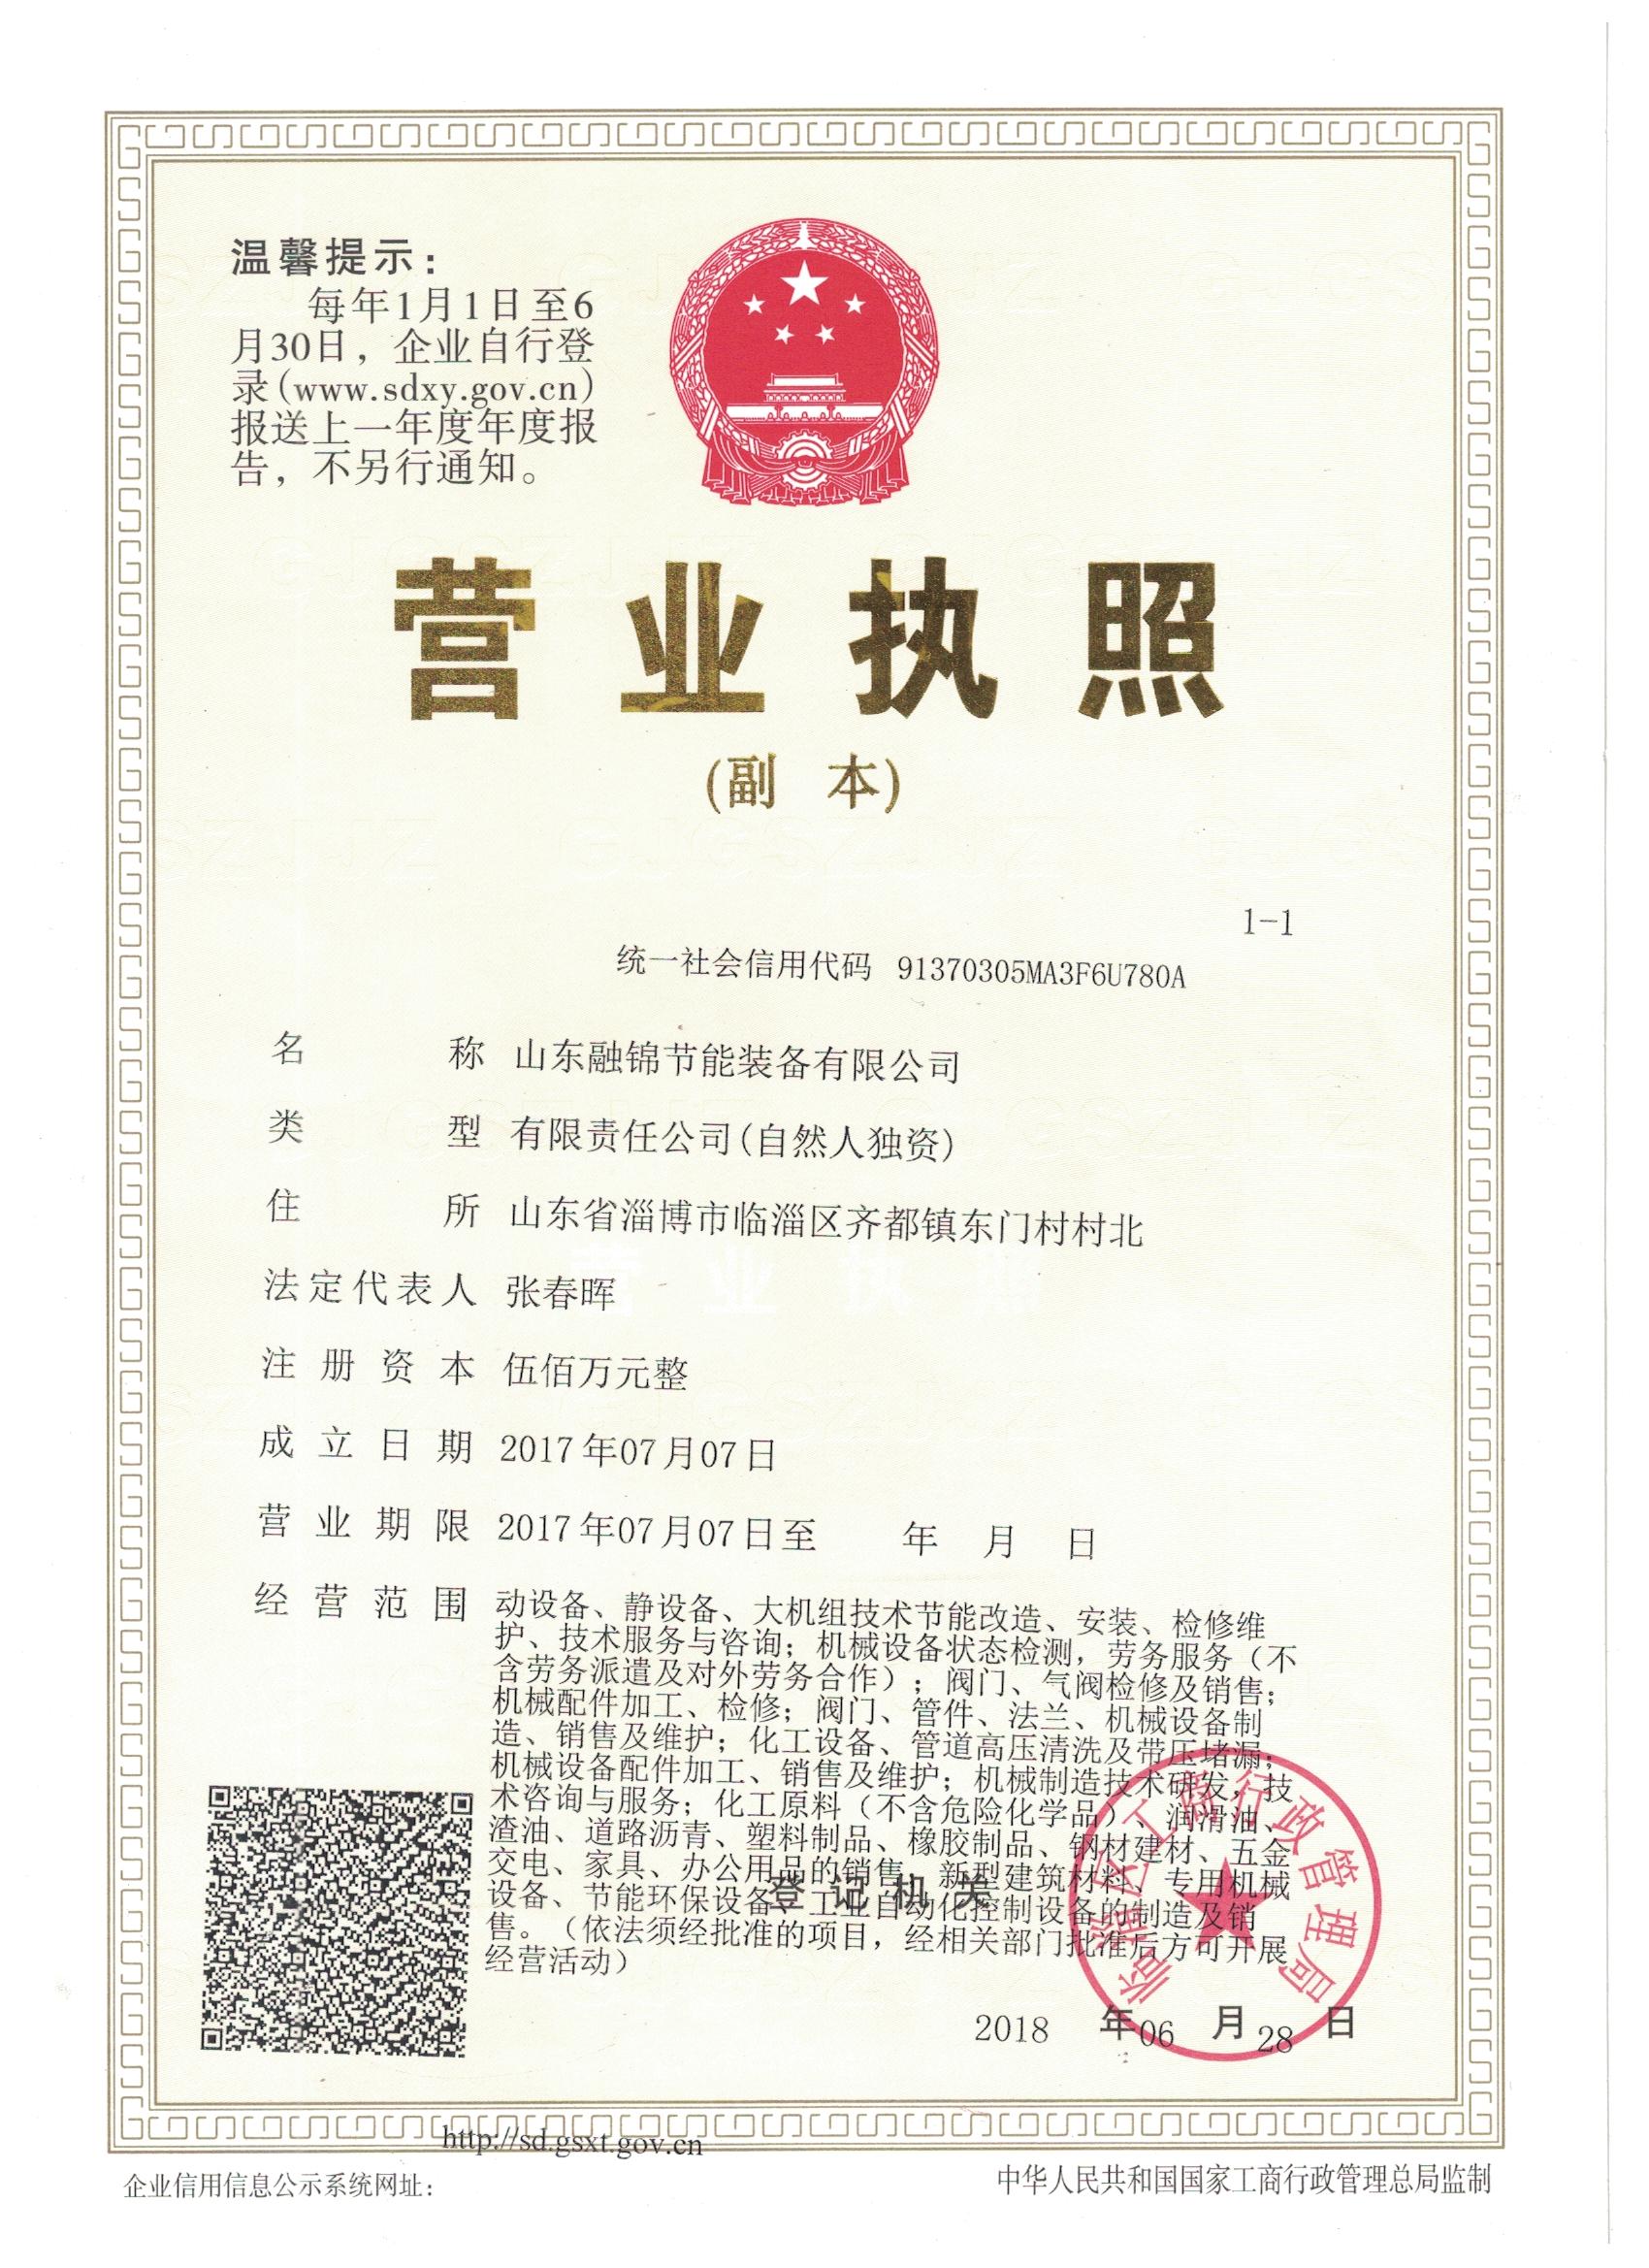 温馨提示：
每年1月1日至6
月30日，企业自行登
录(www.sdxy.gov.cn)
报送上一年度年度报
告，不另行通知。
营业执照
(副 本)
1-1
统一社会信用代码 91370305MA3F6U780A
名称 山东融锦节能装备有限公司
类型 有限责任公司(自然人独资)
住所 山东省淄博市临淄区齐都镇东门村村北
法定代表人 张春晖
注册资本 伍佰万元整
成立日期 2017年07月07日
营业期限 2017年07月07日至 年 月 日
经营范围 动设备、静设备、大机组技术节能改造、安装、检修维
护、技术服务与咨询；机械设备状态检测，劳务服务（不
含劳务派遣及对外劳务合作）；阀门、气阀检修及销售；
机械配件加工、检修；阀门、管件、法兰、机械设备制
造、销售及维护；化工设备、管道高压清洗及带压堵漏；
机械设备配件加工、销售及维护；机械制造技术研发，技
术咨询与服务；化工原料（不含危险化学品）、润滑油、
渣油、道路沥青、塑料制品、橡胶制品、钢材建材、五金
交电、家具、办公用品的销售；新型建筑材料、专用机械
设备、节能环保设备、工业自动化控制设备的制造及销
售。（依法须经批准的项目，经相关部门批准后方可开展
经营活动）
登记机关
临淄区工商行政管理局
2018 年 06 月 28 日
http://sd.gsxt.gov.cn
企业信用信息公示系统网址：
中华人民共和国国家工商行政管理总局监制